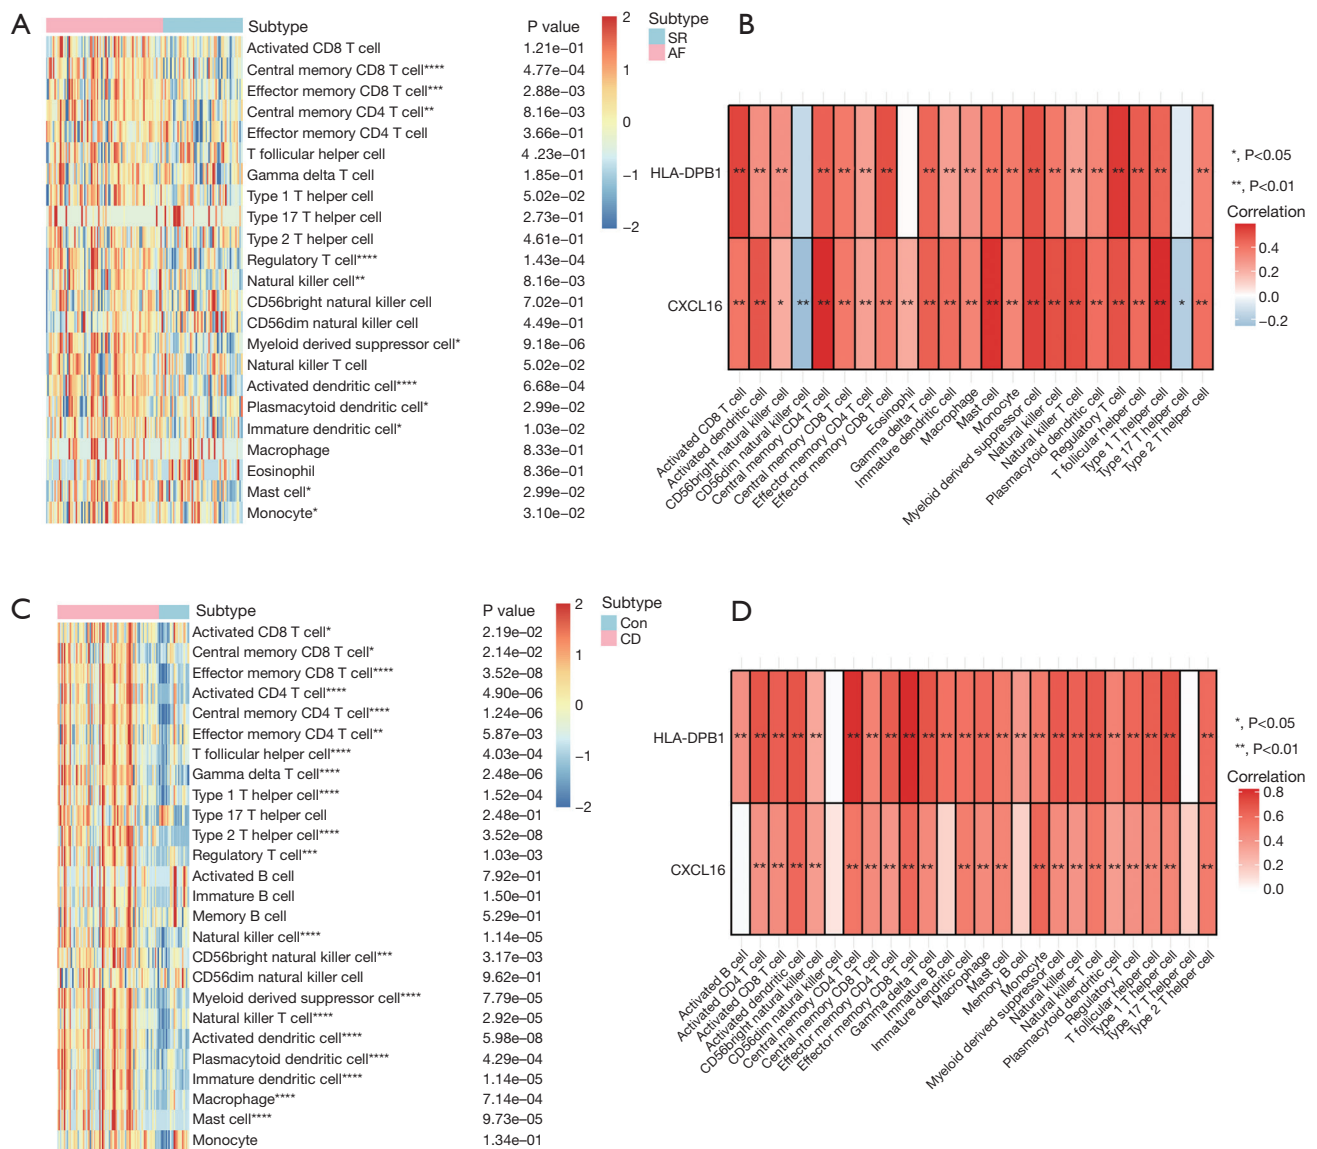 A
Subtype P value
Activated CD8 T cell 1.21e−01
Central memory CD8 T cell**** 4.77e−04
Effector memory CD8 T cell*** 2.88e−03
Central memory CD4 T cell** 8.16e−03
Effector memory CD4 T cell 3.66e−01
T follicular helper cell 4 .23e−01
Gamma delta T cell 1.85e−01
Type 1 T helper cell 5.02e−02
Type 17 T helper cell 2.73e−01
Type 2 T helper cell 4.61e−01
Regulatory T cell**** 1.43e−04
Natural killer cell** 8.16e−03
CD56bright natural killer cell 7.02e−01
CD56dim natural killer cell 4.49e−01
Myeloid derived suppressor cell* 9.18e−06
Natural killer T cell 5.02e−02
Activated dendritic cell**** 6.68e−04
Plasmacytoid dendritic cell* 2.99e−02
Immature dendritic cell* 1.03e−02
Macrophage 8.33e−01
Eosinophil 8.36e−01
Mast cell* 2.99e−02
Monocyte* 3.10e−02
2
1
0
−1
−2
Subtype
SR
AF
B
HLA-DPB1 ** ** ** ** ** ** ** ** ** ** ** ** ** ** ** ** ** ** ** **
CXCL16 ** ** * ** ** ** ** ** ** ** ** ** ** ** ** ** ** ** ** ** ** * **
Activated CD8 T cell
Activated dendritic cell
CD56bright natural killer cell
CD56dim natural killer cell
Central memory CD4 T cell
Central memory CD8 T cell
Effector memory CD4 T cell
Effector memory CD8 T cell
Eosinophil
Gamma delta T cell
Immature dendritic cell
Macrophage
Mast cell
Monocyte
Myeloid derived suppressor cell
Natural killer cell
Natural killer T cell
Plasmacytoid dendritic cell
Regulatory T cell
T follicular helper cell
Type 1 T helper cell
Type 17 T helper cell
Type 2 T helper cell
*, P<0.05
**, P<0.01
Correlation
0.4
0.2
0.0
−0.2
C
Subtype P value
Activated CD8 T cell* 2.19e−02
Central memory CD8 T cell* 2.14e−02
Effector memory CD8 T cell**** 3.52e−08
Activated CD4 T cell**** 4.90e−06
Central memory CD4 T cell**** 1.24e−06
Effector memory CD4 T cell** 5.87e−03
T follicular helper cell**** 4.03e−04
Gamma delta T cell**** 2.48e−06
Type 1 T helper cell**** 1.52e−04
Type 17 T helper cell 2.48e−01
Type 2 T helper cell**** 3.52e−08
Regulatory T cell*** 1.03e−03
Activated B cell 7.92e−01
Immature B cell 1.50e−01
Memory B cell 5.29e−01
Natural killer cell**** 1.14e−05
CD56bright natural killer cell*** 3.17e−03
CD56dim natural killer cell 9.62e−01
Myeloid derived suppressor cell**** 7.79e−05
Natural killer T cell**** 2.92e−05
Activated dendritic cell**** 5.98e−08
Plasmacytoid dendritic cell**** 4.29e−04
Immature dendritic cell**** 1.14e−05
Macrophage**** 7.14e−04
Mast cell**** 9.73e−05
Monocyte 1.34e−01
2
1
0
−1
−2
Subtype
Con
CD
D
HLA-DPB1 ** ** ** ** ** ** ** ** ** ** ** ** ** ** ** ** ** ** ** ** ** ** ** **
CXCL16 ** ** ** ** ** ** ** ** ** ** ** ** ** ** ** ** ** ** ** ** **
Activated B cell
Activated CD4 T cell
Activated CD8 T cell
Activated dendritic cell
CD56bright natural killer cell
CD56dim natural killer cell
Central memory CD4 T cell
Central memory CD8 T cell
Effector memory CD4 T cell
Effector memory CD8 T cell
Gamma delta T cell
Immature B cell
Immature dendritic cell
Macrophage
Mast cell
Memory B cell
Monocyte
Myeloid derived suppressor cell
Natural killer cell
Natural killer T cell
Plasmacytoid dendritic cell
Regulatory T cell
T follicular helper cell
Type 1 T helper cell
Type 17 T helper cell
Type 2 T helper cell
*, P<0.05
**, P<0.01
Correlation
0.8
0.6
0.4
0.2
0.0